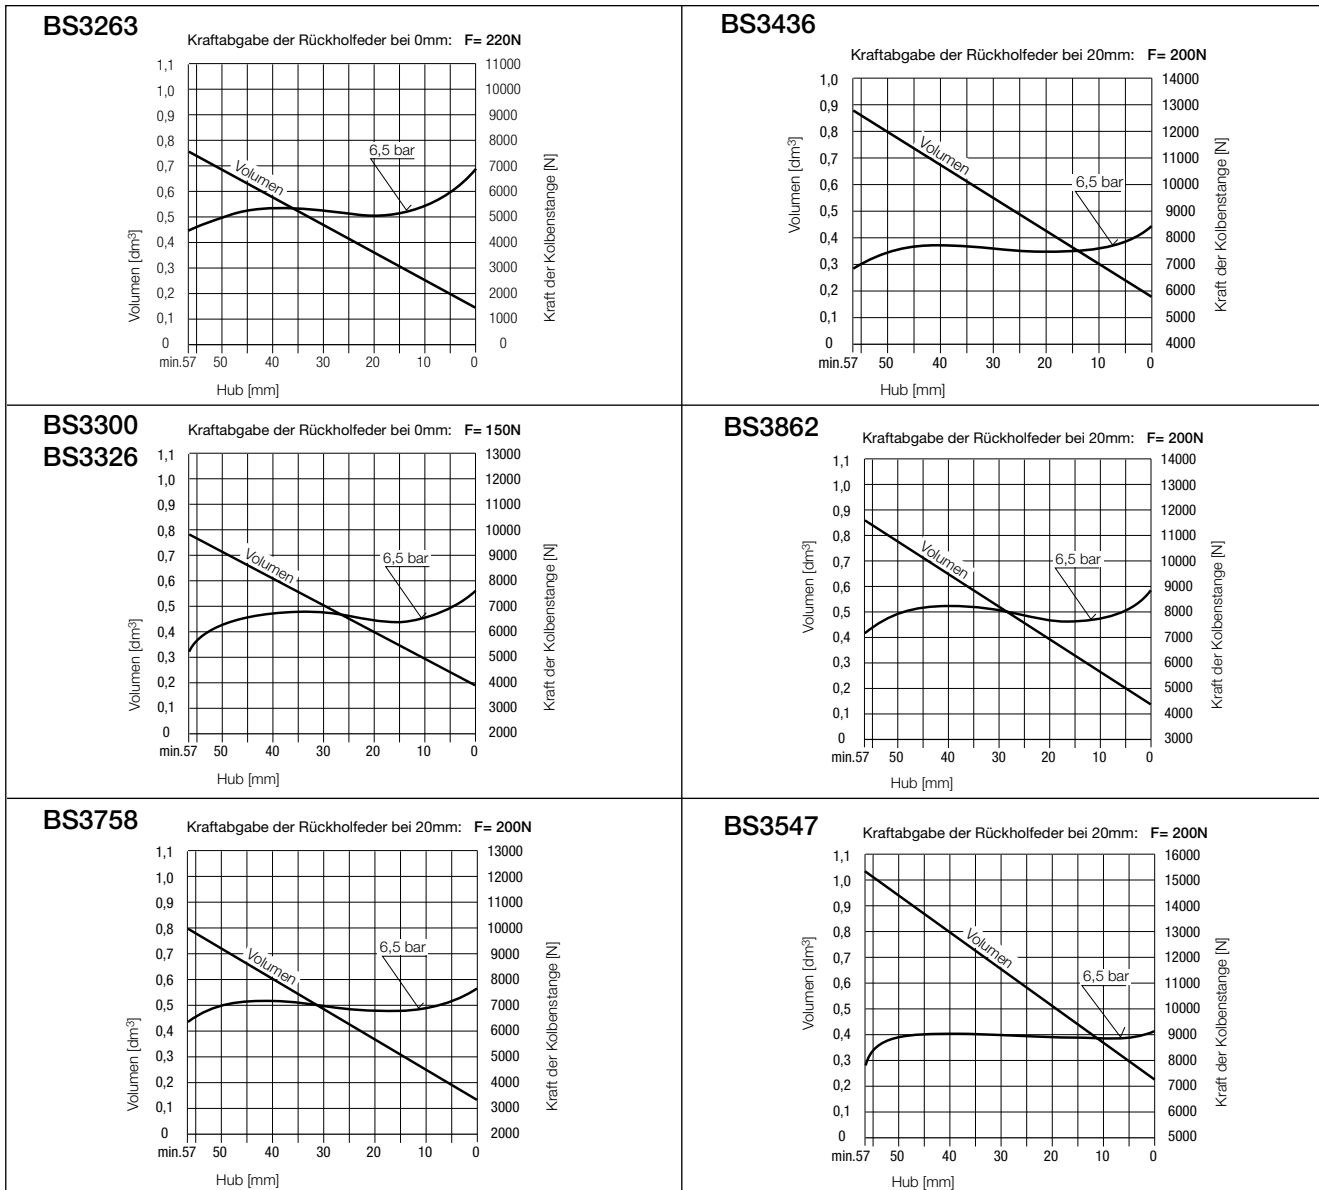 BS3263
Kraftabgabe der Rückholfeder bei 0mm: F= 220N
1,1
1,0
0,9
0,8
0,7
0,6
0,5
0,4
0,3
0,2
0,1
0
Volumen [dm³]
Volumen
6,5 bar
11000
10000
9000
8000
7000
6000
5000
4000
3000
2000
1000
0
Kraft der Kolbenstange [N]
min.57 50 40 30 20 10 0
Hub [mm]
BS3436
Kraftabgabe der Rückholfeder bei 20mm: F= 200N
1,0
0,9
0,8
0,7
0,6
0,5
0,4
0,3
0,2
0,1
0
Volumen [dm³]
Volumen
6,5 bar
14000
13000
12000
11000
10000
9000
8000
7000
6000
5000
4000
Kraft der Kolbenstange [N]
min.57 50 40 30 20 10 0
Hub [mm]
BS3300
BS3326
Kraftabgabe der Rückholfeder bei 0mm: F= 150N
1,1
1,0
0,9
0,8
0,7
0,6
0,5
0,4
0,3
0,2
0,1
0
Volumen [dm³]
Volumen
6,5 bar
13000
12000
11000
10000
9000
8000
7000
6000
5000
4000
3000
2000
Kraft der Kolbenstange [N]
min.57 50 40 30 20 10 0
Hub [mm]
BS3862
Kraftabgabe der Rückholfeder bei 20mm: F= 200N
1,1
1,0
0,9
0,8
0,7
0,6
0,5
0,4
0,3
0,2
0,1
0
Volumen [dm³]
Volumen
6,5 bar
14000
13000
12000
11000
10000
9000
8000
7000
6000
5000
4000
3000
Kraft der Kolbenstange [N]
min.57 50 40 30 20 10 0
Hub [mm]
BS3758
Kraftabgabe der Rückholfeder bei 20mm: F= 200N
1,1
1,0
0,9
0,8
0,7
0,6
0,5
0,4
0,3
0,2
0,1
0
Volumen [dm³]
Volumen
6,5 bar
13000
12000
11000
10000
9000
8000
7000
6000
5000
4000
3000
2000
Kraft der Kolbenstange [N]
min.57 50 40 30 20 10 0
Hub [mm]
BS3547
Kraftabgabe der Rückholfeder bei 20mm: F= 200N
1,1
1,0
0,9
0,8
0,7
0,6
0,5
0,4
0,3
0,2
0,1
0
Volumen [dm³]
Volumen
6,5 bar
16000
15000
14000
13000
12000
11000
10000
9000
8000
7000
6000
5000
Kraft der Kolbenstange [N]
min.57 50 40 30 20 10 0
Hub [mm]